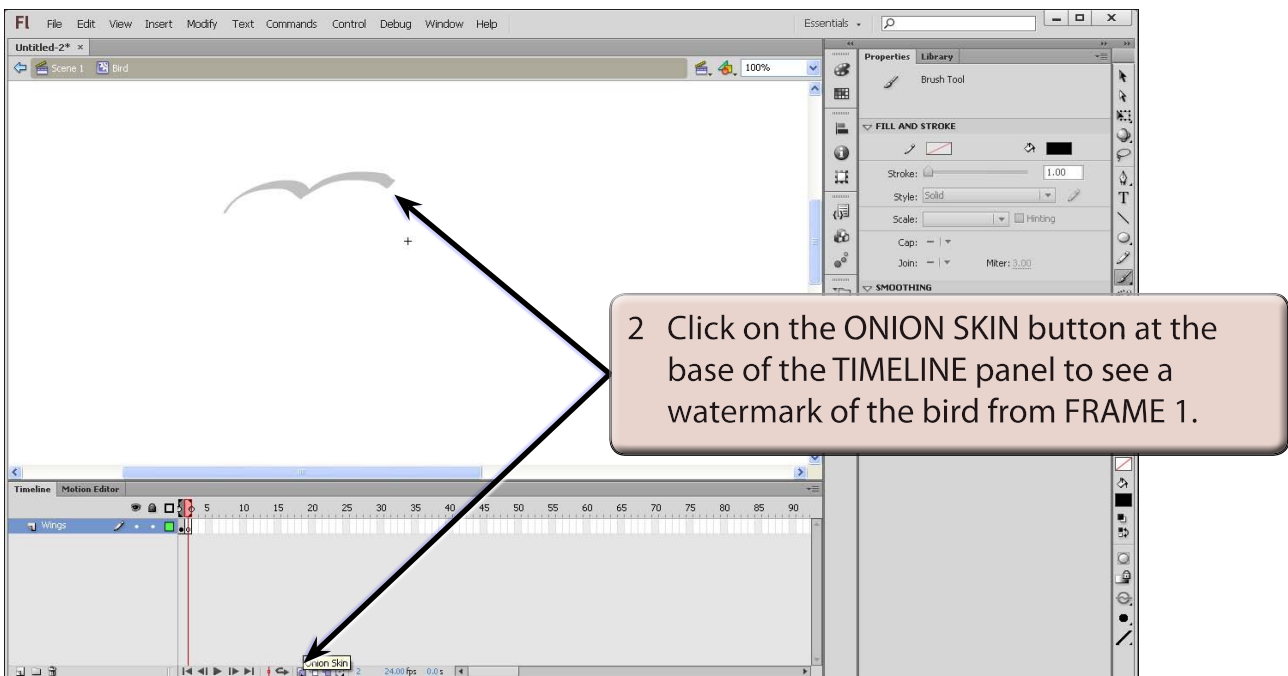 Fl File Edit View Insert Modify Text Commands Control Debug Window Help Essentials
Untitled-2* ×
Scene 1 Bird 100%
Properties Library
Brush Tool
FILL AND STROKE
Stroke: 1.00
Style: Solid
Scale: Hinting
Cap:
Join: Miter: 3.00
SMOOTHING
2 Click on the ONION SKIN button at the
base of the TIMELINE panel to see a
watermark of the bird from FRAME 1.
Timeline Motion Editor
5 10 15 20 25 30 35 40 45 50 55 60 65 70 75 80 85 90
Wings
Onion Skin
2 24.00 fps 0.0 s